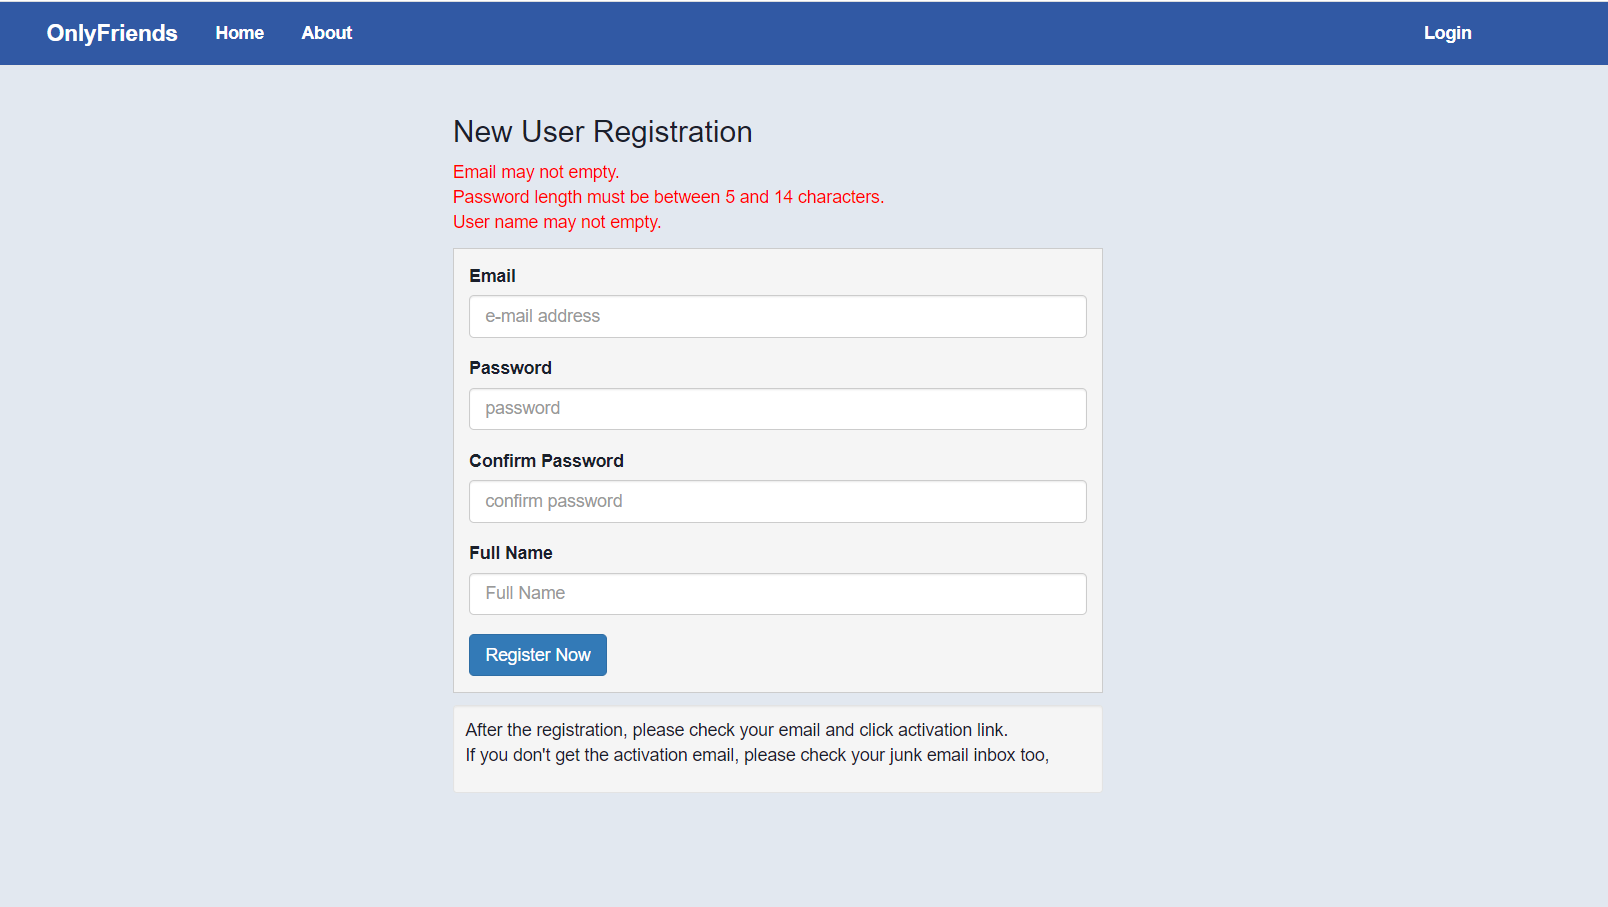 OnlyFriends Home About Login
New User Registration
Email may not empty.
Password length must be between 5 and 14 characters.
User name may not empty.
Email
e-mail address
Password
password
Confirm Password
confirm password
Full Name
Full Name
Register Now
After the registration, please check your email and click activation link.
If you don't get the activation email, please check your junk email inbox too,